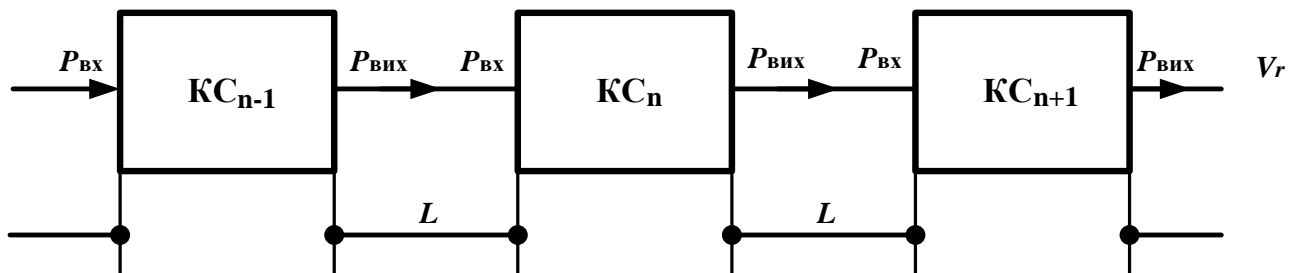 Pвх КСn-1 Pвих Pвх КСn Pвих Pвх КСn+1 Pвих Vr
L L